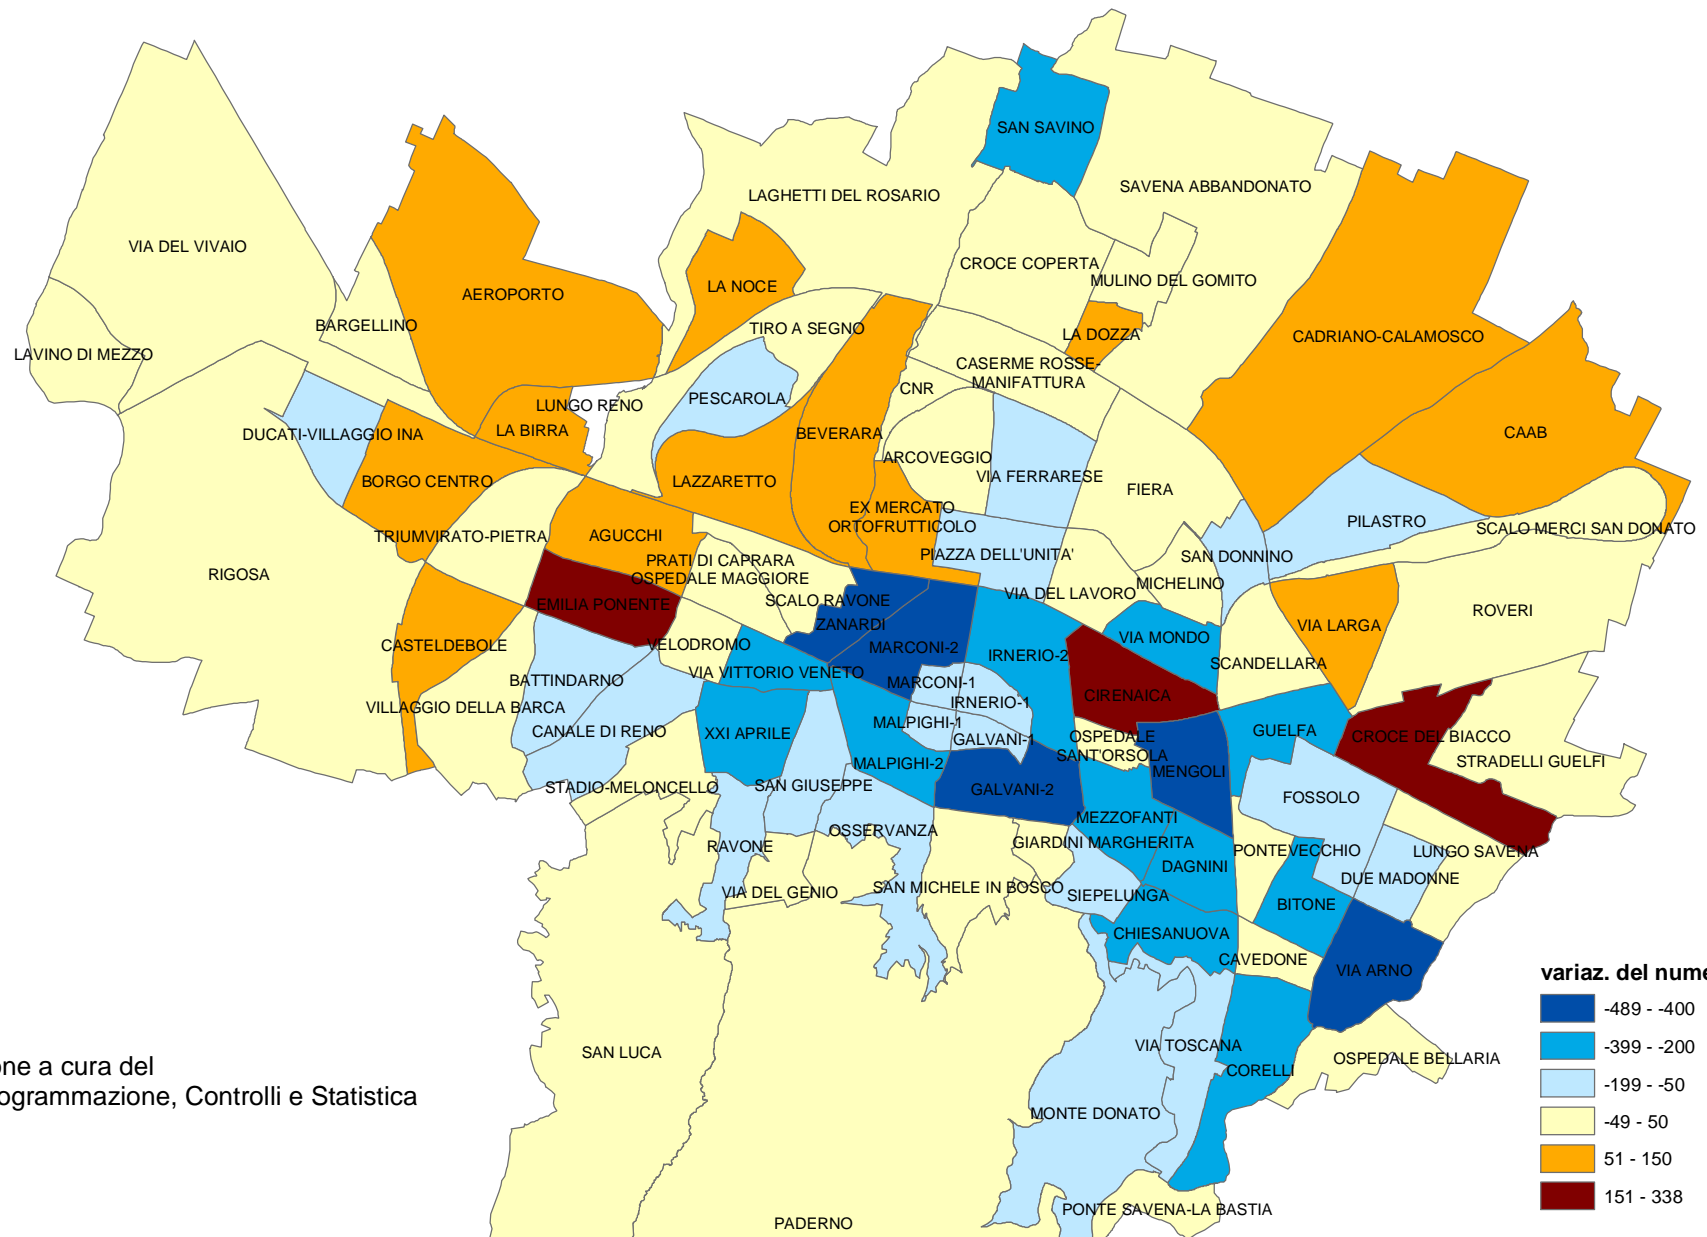 SAN SAVINO
SAVENA ABBANDONATO
LAGHETTI DEL ROSARIO
VIA DEL VIVAIO
CROCE COPERTA
MULINO DEL GOMITO
LA NOCE
AEROPORTO
BARGELLINO
TIRO A SEGNO
LA DOZZA
CADRIANO-CALAMOSCO
LAVINO DI MEZZO
CASERME ROSSE-
MANIFATTURA
CNR
PESCAROLA
LUNGO RENO
LA BIRRA
DUCATI-VILLAGGIO INA
BEVERARA
CAAB
ARCOVEGGIO
VIA FERRARESE
BORGO CENTRO
LAZZARETTO
FIERA
EX MERCATO
ORTOFRUTTICOLO
PILASTRO
SCALO MERCI SAN DONATO
TRIUMVIRATO-PIETRA
AGUCCHI
PIAZZA DELL'UNITA'
SAN DONNINO
PRATI DI CAPRARA
OSPEDALE MAGGIORE
RIGOSA
MICHELINO
VIA DEL LAVORO
SCALO RAVONE
EMILIA PONENTE
ROVERI
ZANARDI
VIA LARGA
VIA MONDO
CASTELDEBOLE
VELODROMO
MARCONI-2
IRNERIO-2
SCANDELLARA
VIA VITTORIO VENETO
BATTINDARNO
MARCONI-1
CIRENAICA
IRNERIO-1
VILLAGGIO DELLA BARCA
CANALE DI RENO
XXI APRILE
MALPIGHI-1
GALVANI-1
OSPEDALE
SANT'ORSOLA
GUELFA
CROCE DEL BIACCO
STRADELLI GUELFI
MALPIGHI-2
MENGOLI
STADIO-MELONCELLO
SAN GIUSEPPE
GALVANI-2
FOSSOLO
MEZZOFANTI
OSSERVANZA
RAVONE
GIARDINI MARGHERITA
PONTEVECCHIO
LUNGO SAVENA
DAGNINI
DUE MADONNE
VIA DEL GENIO
SAN MICHELE IN BOSCO
SIEPELUNGA
BITONE
CHIESANUOVA
CAVEDONE
VIA ARNO
SAN LUCA
VIA TOSCANA
CORELLI
OSPEDALE BELLARIA
MONTE DONATO
PONTE SAVENA-LA BASTIA
PADERNO
one a cura del
ogrammazione, Controlli e Statistica
variaz. del nume
-489 - -400
-399 - -200
-199 - -50
-49 - 50
51 - 150
151 - 338